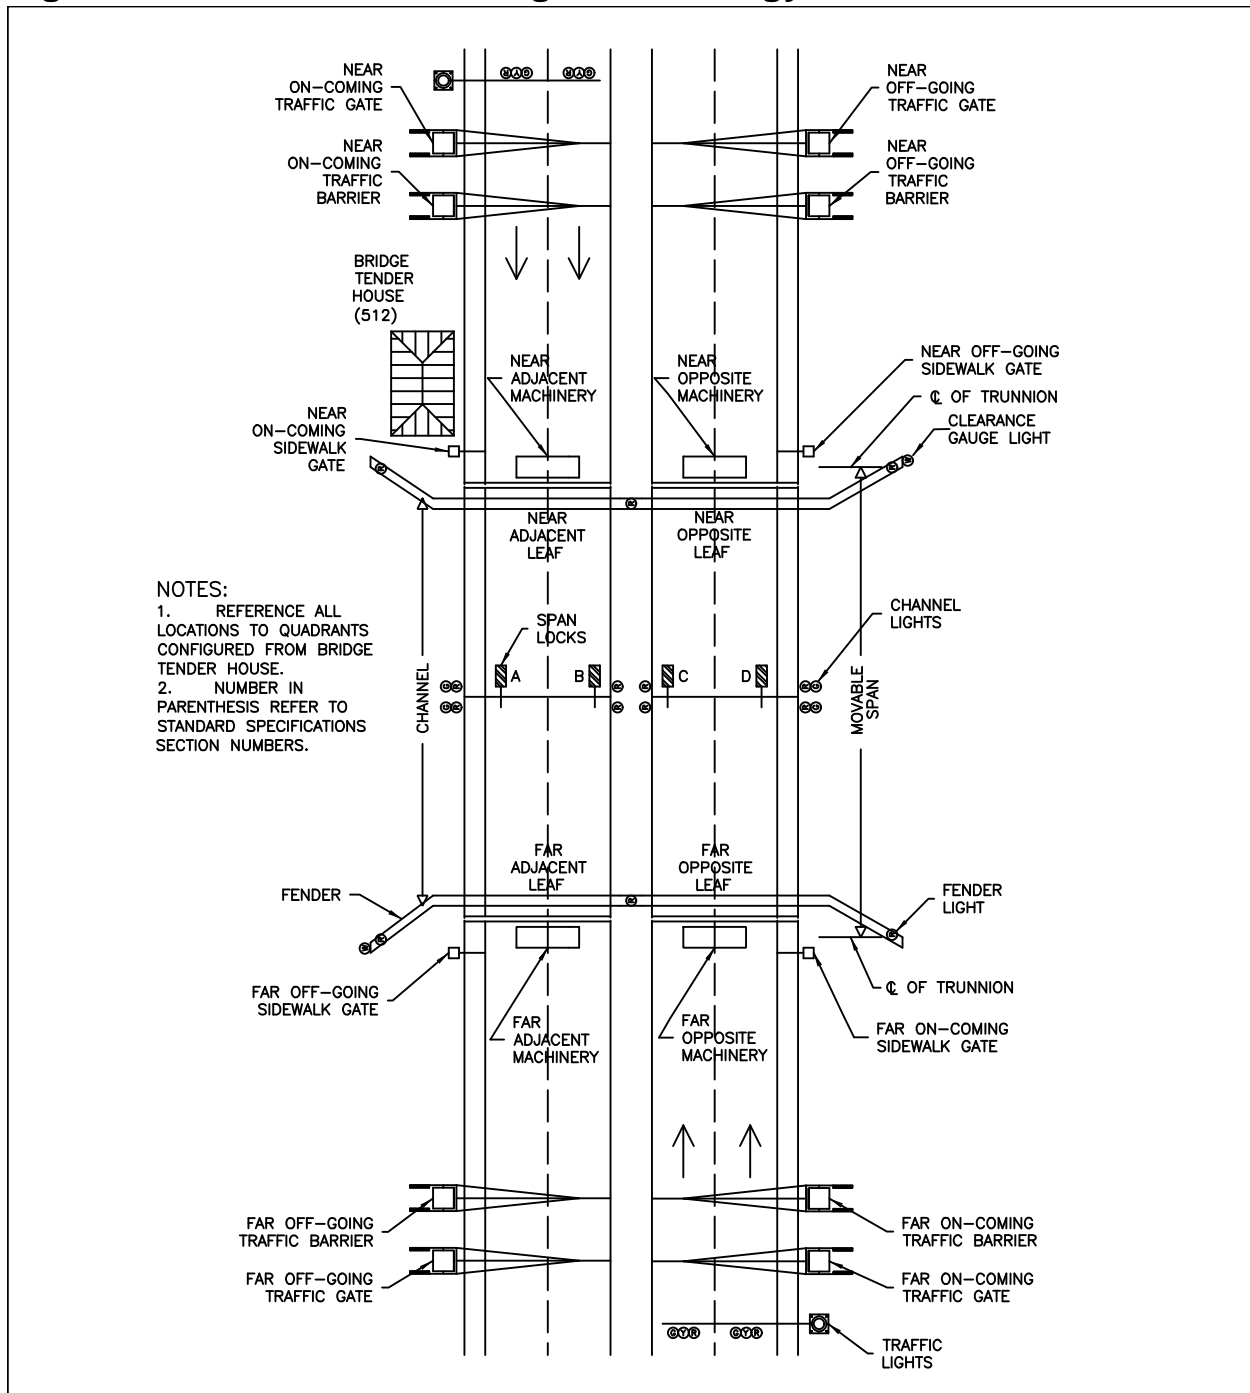 NEAR
ON-COMING
TRAFFIC GATE
GYR GYR
NEAR
OFF-GOING
TRAFFIC GATE
NEAR
ON-COMING
TRAFFIC
BARRIER
NEAR
OFF-GOING
TRAFFIC
BARRIER
BRIDGE
TENDER
HOUSE
(512)
NEAR
ADJACENT
MACHINERY
NEAR
OPPOSITE
MACHINERY
NEAR OFF-GOING
SIDEWALK GATE
℄ OF TRUNNION
CLEARANCE
GAUGE LIGHT
NEAR
ON-COMING
SIDEWALK
GATE
R
R W
R
NEAR
ADJACENT
LEAF
NEAR
OPPOSITE
LEAF
NOTES:
1. REFERENCE ALL
LOCATIONS TO QUADRANTS
CONFIGURED FROM BRIDGE
TENDER HOUSE.
2. NUMBER IN
PARENTHESIS REFER TO
STANDARD SPECIFICATIONS
SECTION NUMBERS.
SPAN
LOCKS
CHANNEL
LIGHTS
A B C D
G R R R R G
G R R R R G
CHANNEL
MOVABLE
SPAN
FAR
ADJACENT
LEAF
FAR
OPPOSITE
LEAF
FENDER
R
FENDER
LIGHT
W R
R
FAR OFF-GOING
SIDEWALK GATE
℄ OF TRUNNION
FAR
ADJACENT
MACHINERY
FAR
OPPOSITE
MACHINERY
FAR ON-COMING
SIDEWALK GATE
FAR OFF-GOING
TRAFFIC BARRIER
FAR ON-COMING
TRAFFIC BARRIER
FAR OFF-GOING
TRAFFIC GATE
FAR ON-COMING
TRAFFIC GATE
GYR GYR
TRAFFIC
LIGHTS